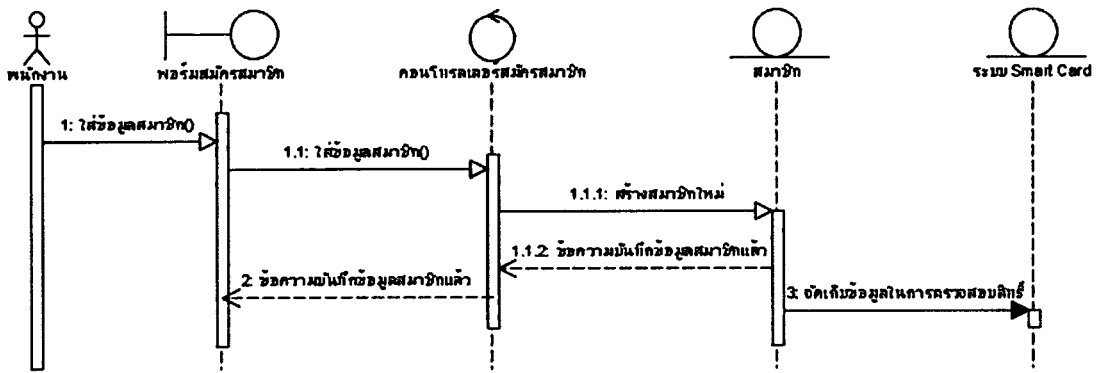 พนักงาน
ฟอร์มสมัครสมาชิก
คอนโทรลเลอร์สมัครสมาชิก
สมาชิก
ระบบ Smart Card
1: ใส่ข้อมูลสมาชิก()
1.1: ใส่ข้อมูลสมาชิก()
1.1.1: สร้างสมาชิกใหม่
1.1.2: ข้อความบันทึกข้อมูลสมาชิกแล้ว
2: ข้อความบันทึกข้อมูลสมาชิกแล้ว
3: จัดเก็บข้อมูลในการตรวจสอบสิทธิ์